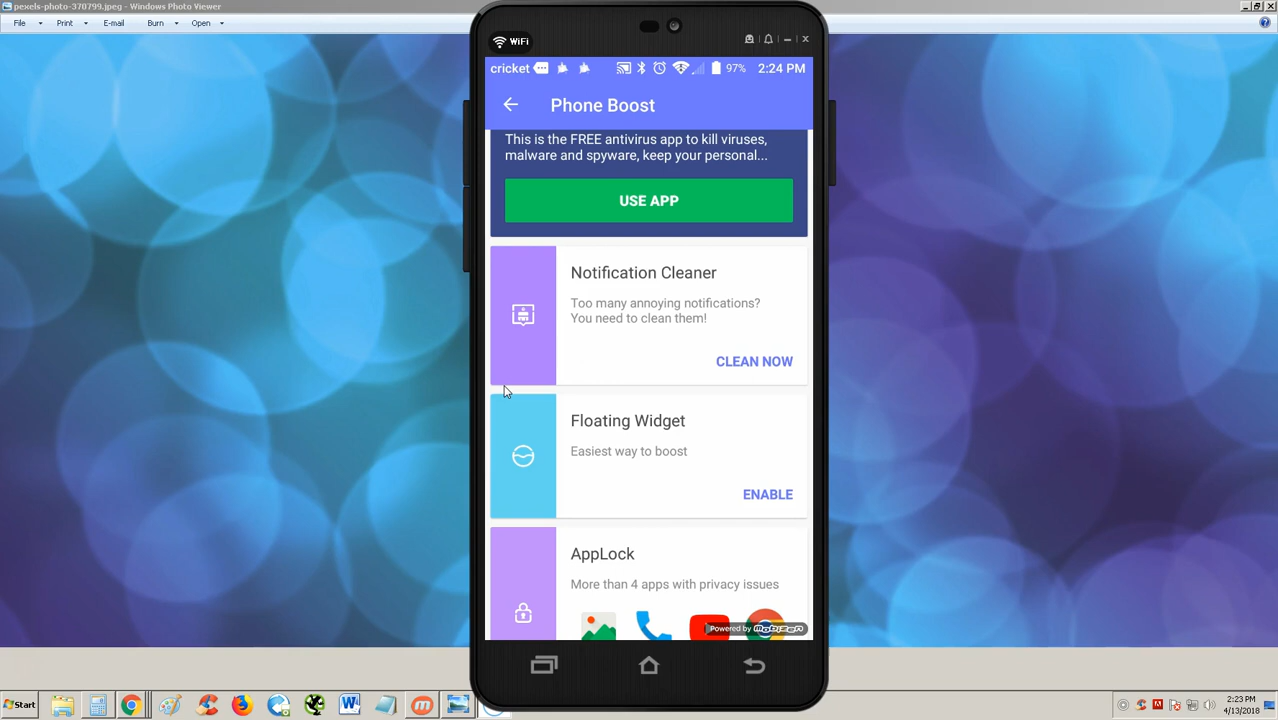 pexels-photo-370799.jpeg - Windows Photo Viewer
File Print Burn E-mail Open
WiFi
cricket 97% 2:24 PM
Phone Boost
This is the FREE antivirus app to kill viruses,
malware and spyware, keep your personal...
USE APP
Notification Cleaner
Too many annoying notifications?
You need to clean them!
CLEAN NOW
Floating Widget
Easiest way to boost
ENABLE
AppLock
More than 4 apps with privacy issues
Powered by mobizen
Start
2:23 PM
4/13/2018